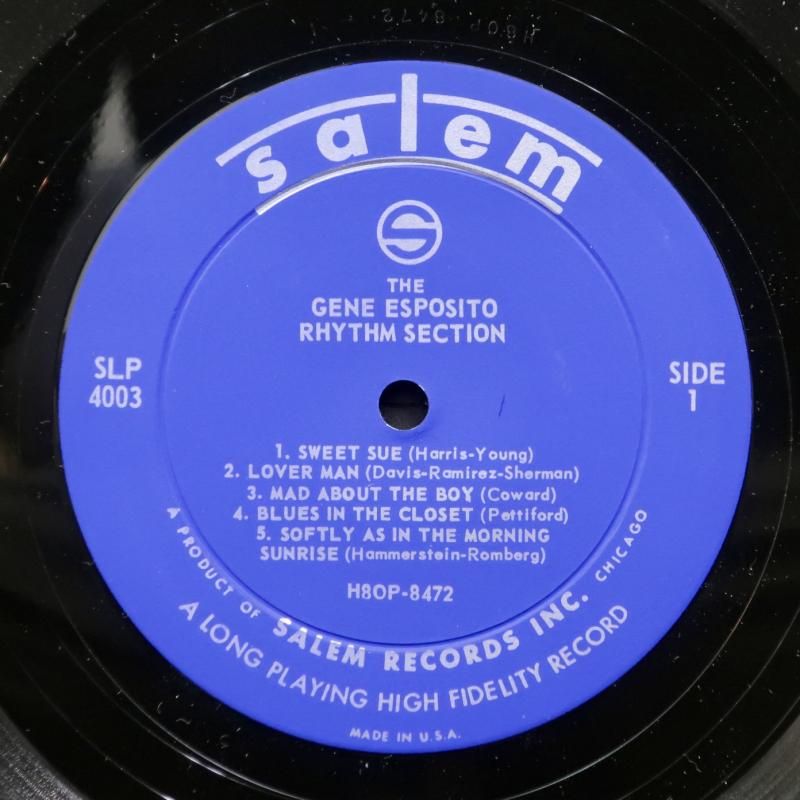 H8OP-8472
salem
S
THE
GENE ESPOSITO
RHYTHM SECTION
SLP
4003
SIDE
1
1. SWEET SUE (Harris-Young)
2. LOVER MAN (Davis-Ramirez-Sherman)
3. MAD ABOUT THE BOY (Coward)
4. BLUES IN THE CLOSET (Pettiford)
5. SOFTLY AS IN THE MORNING
SUNRISE (Hammerstein-Romberg)
H8OP-8472
A PRODUCT OF SALEM RECORDS INC. CHICAGO
A LONG PLAYING HIGH FIDELITY RECORD
MADE IN U.S.A.